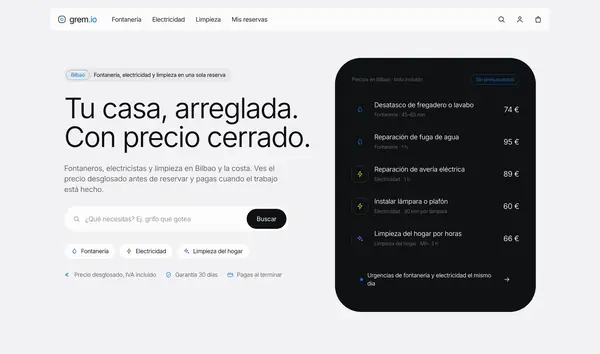 grem.io
Fontanería Electricidad Limpieza Mis reservas
Bilbao Fontanería, electricidad y limpieza en una sola reserva
Tu casa, arreglada.
Con precio cerrado.
Fontaneros, electricistas y limpieza en Bilbao y la costa. Ves el
precio desglosado antes de reservar y pagas cuando el trabajo
está hecho.
¿Qué necesitas? Ej. grifo que gotea
Buscar
Fontanería Electricidad Limpieza del hogar
Precio desglosado, IVA incluido Garantía 30 días Pagas al terminar
Precios en Bilbao · todo incluido
Desatasco de fregadero o lavabo
74 €
Fontanería · 45–60 min
Reparación de fuga de agua
95 €
Fontanería · 1 h
Reparación de avería eléctrica
89 €
Electricidad · 1 h
Instalar lámpara o plafón
60 €
Electricidad · 30 min por lámpara
Limpieza del hogar por horas
66 €
Limpieza del hogar · Mín. 3 h
Urgencias de fontanería y electricidad el mismo
día